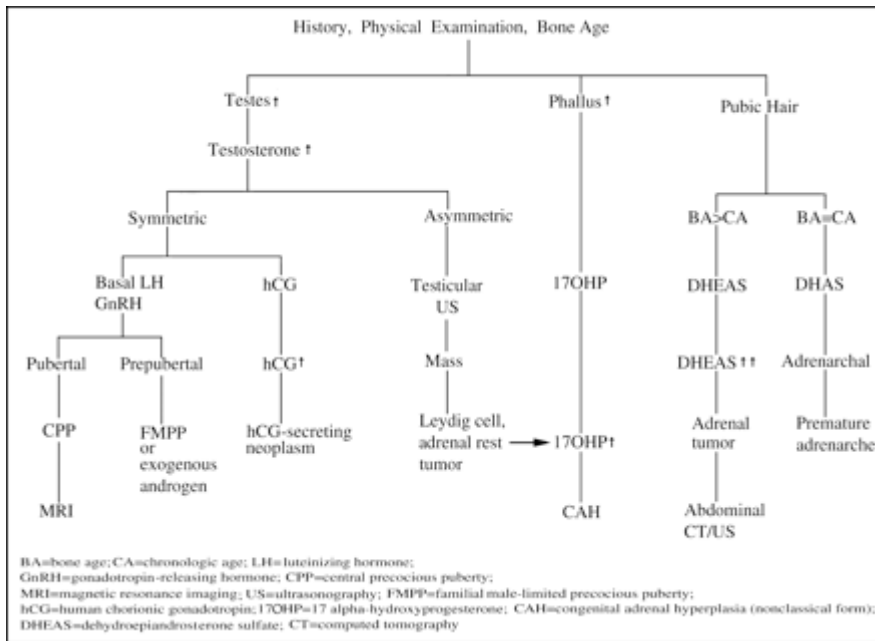 History, Physical Examination, Bone Age
Testes↑ Phallus↑ Pubic Hair
Testosterone ↑
Symmetric Asymmetric BA>CA BA=CA
Basal LH hCG Testicular 17OHP DHEAS DHAS
GnRH US
Pubertal Prepubertal hCG↑ Mass DHEAS↑↑ Adrenarchal
CPP FMPP hCG-secreting Leydig cell, 17OHP↑ Adrenal Premature
or neoplasm adrenal rest tumor adrenarche
exogenous tumor
androgen
MRI CAH Abdominal
CT/US
BA=bone age; CA=chronologic age; LH=luteinizing hormone;
GnRH=gonadotropin-releasing hormone; CPP=central precocious puberty;
MRI=magnetic resonance imaging; US=ultrasonography; FMPP=familial male-limited precocious puberty;
hCG=human chorionic gonadotropin; 17OHP=17 alpha-hydroxyprogesterone; CAH=congenital adrenal hyperplasia (nonclassical form);
DHEAS=dehydroepiandrosterone sulfate; CT=computed tomography